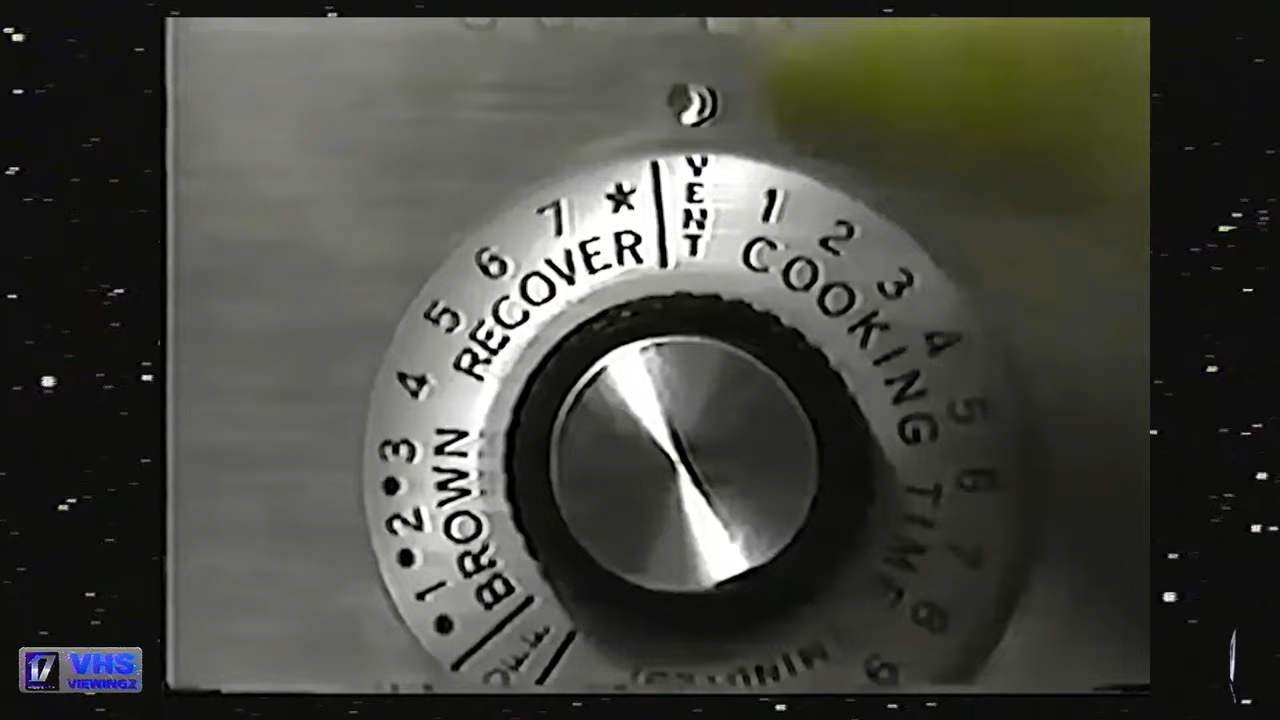 VENT
1 2 3 4 5 6 7 8 9
COOKING TIME
BROWN
1 2 3 4 5 6 7 *
RECOVER
17 VHS
VIEWINGZ